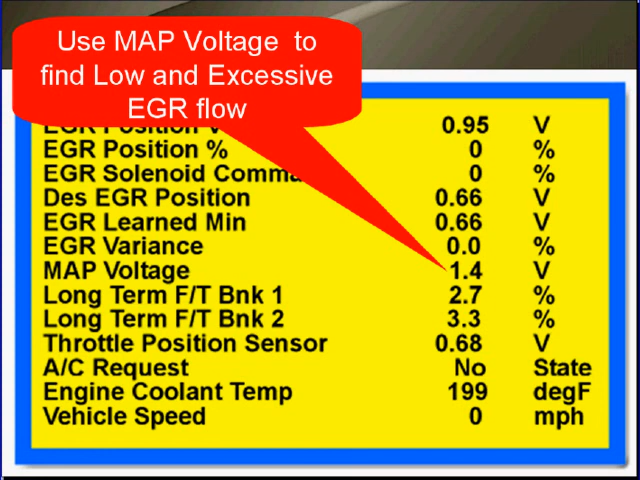 Use MAP Voltage to
find Low and Excessive
EGR flow
EGR Position V 0.95 V
EGR Position % 0 %
EGR Solenoid Comma 0 %
Des EGR Position 0.66 V
EGR Learned Min 0.66 V
EGR Variance 0.0 %
MAP Voltage 1.4 V
Long Term F/T Bnk 1 2.7 %
Long Term F/T Bnk 2 3.3 %
Throttle Position Sensor 0.68 V
A/C Request No State
Engine Coolant Temp 199 degF
Vehicle Speed 0 mph